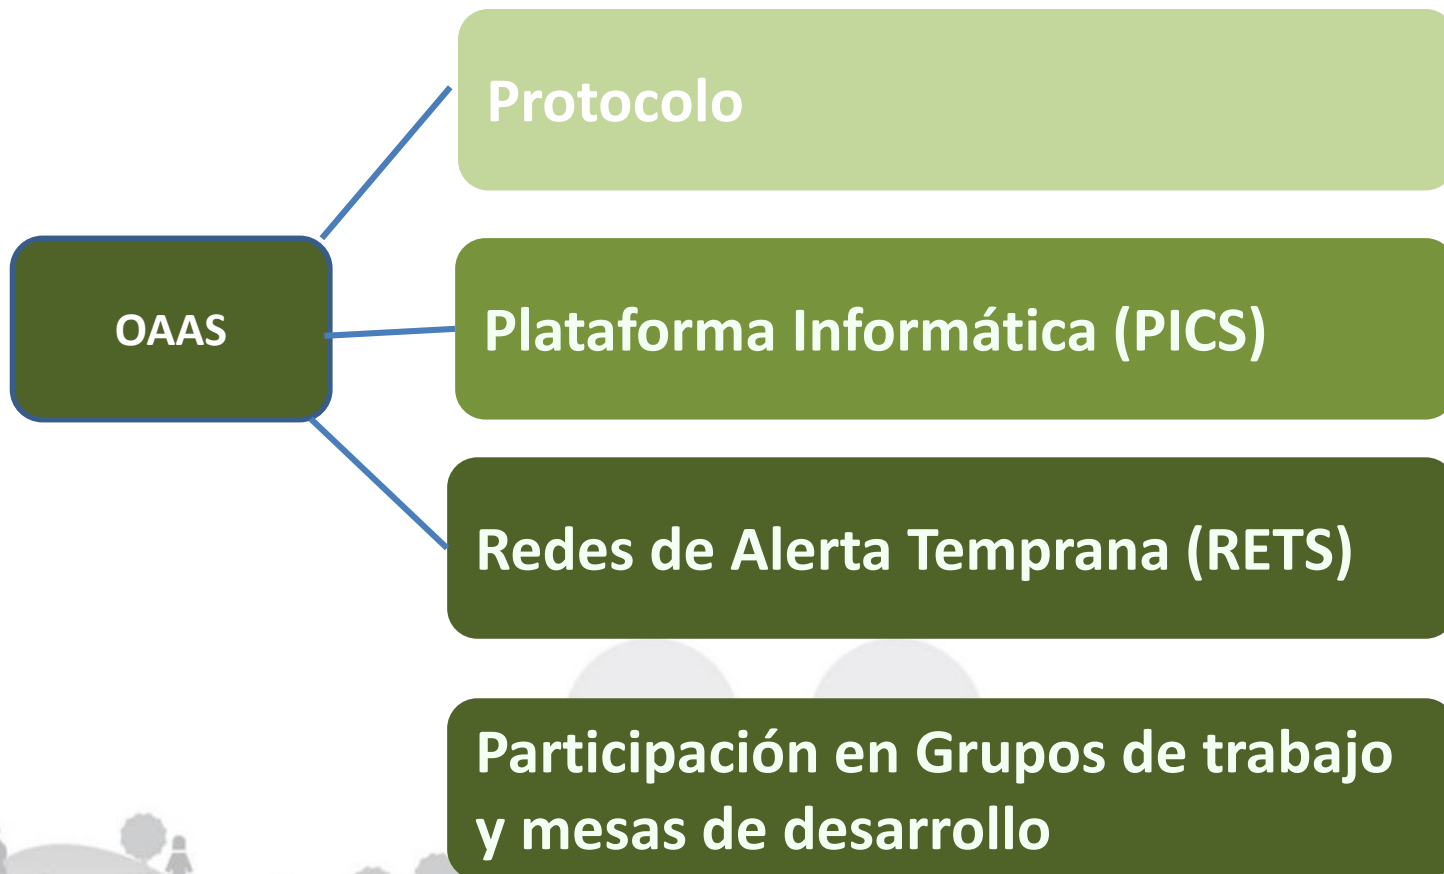 Protocolo
OAAS
Plataforma Informática (PICS)
Redes de Alerta Temprana (RETS)
Participación en Grupos de trabajo
y mesas de desarrollo